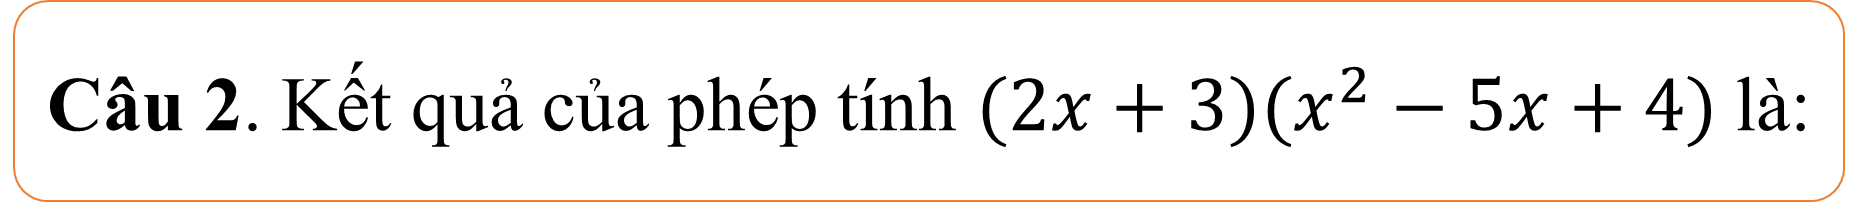 Câu 2. Kết quả của phép tính (2x + 3)(x² − 5x + 4) là: